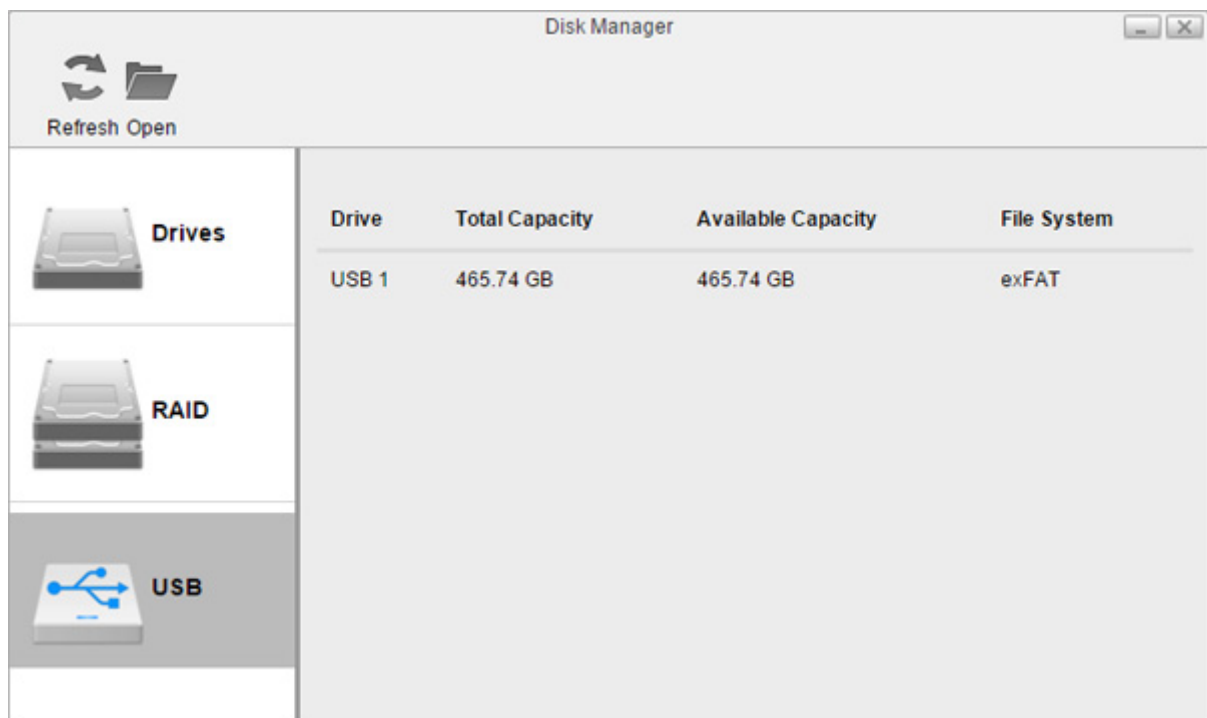 Disk Manager
Refresh Open
Drives
RAID
USB
Drive Total Capacity Available Capacity File System
USB 1 465.74 GB 465.74 GB exFAT